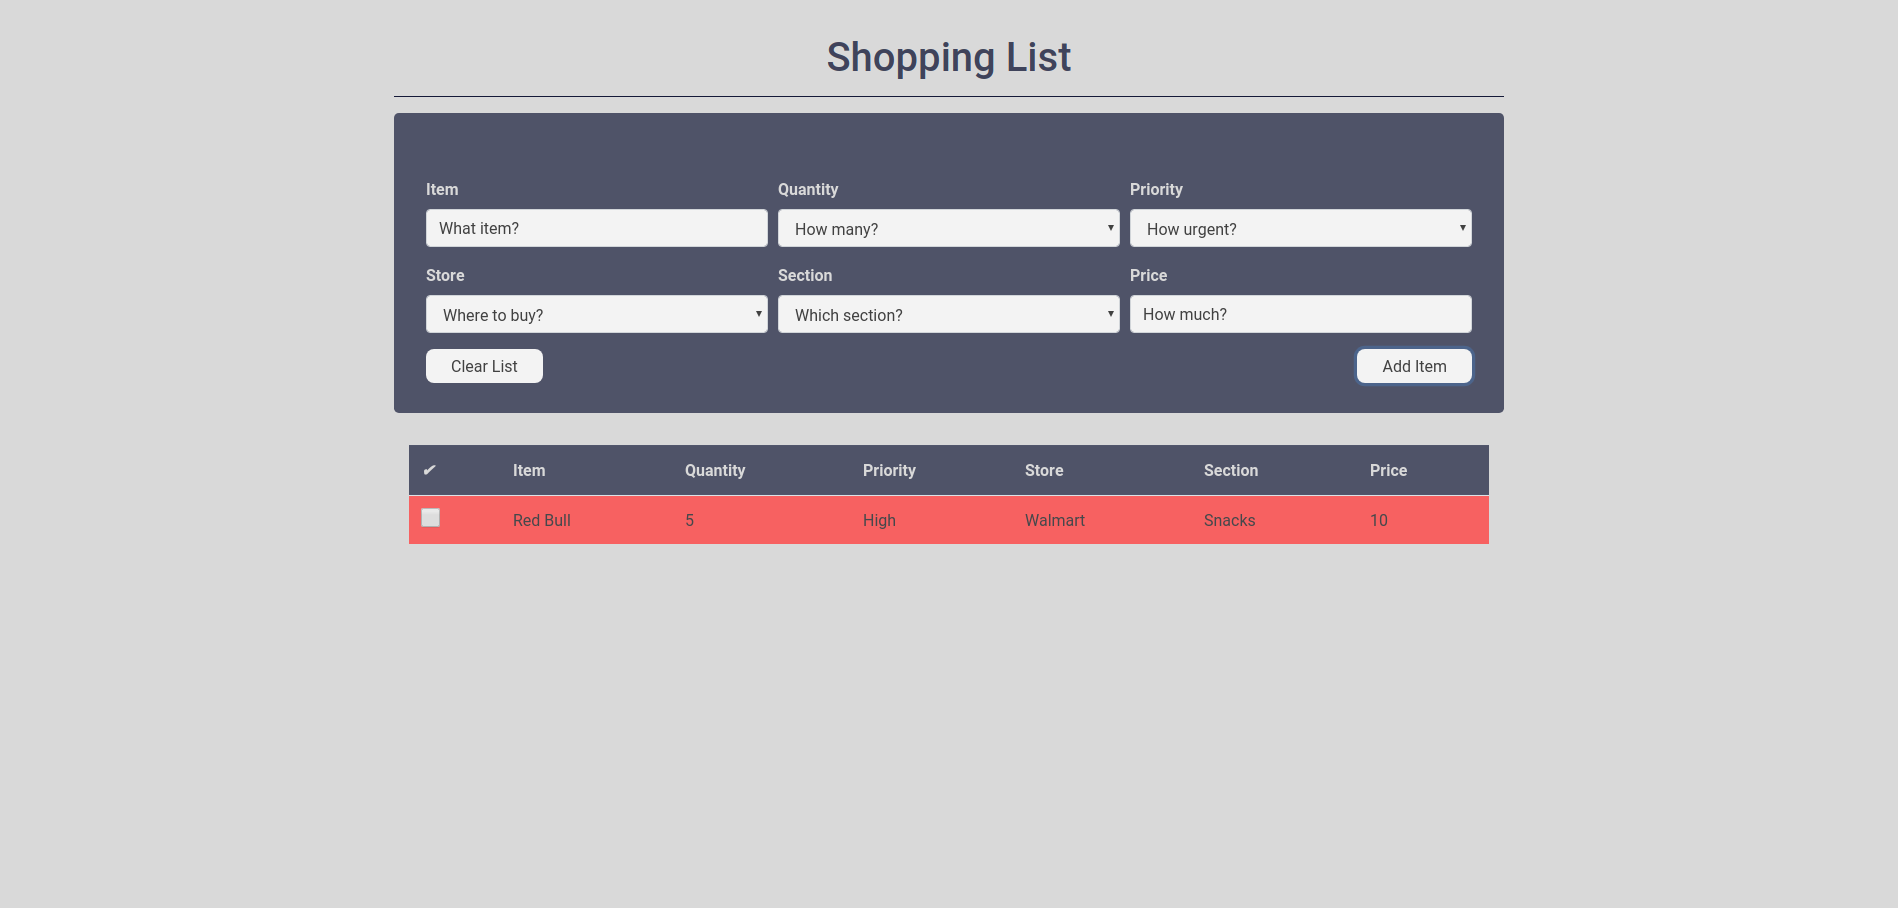 Shopping List
Item Quantity Priority
What item? How many? How urgent?
Store Section Price
Where to buy? Which section? How much?
Clear List Add Item
✔ Item Quantity Priority Store Section Price
Red Bull 5 High Walmart Snacks 10